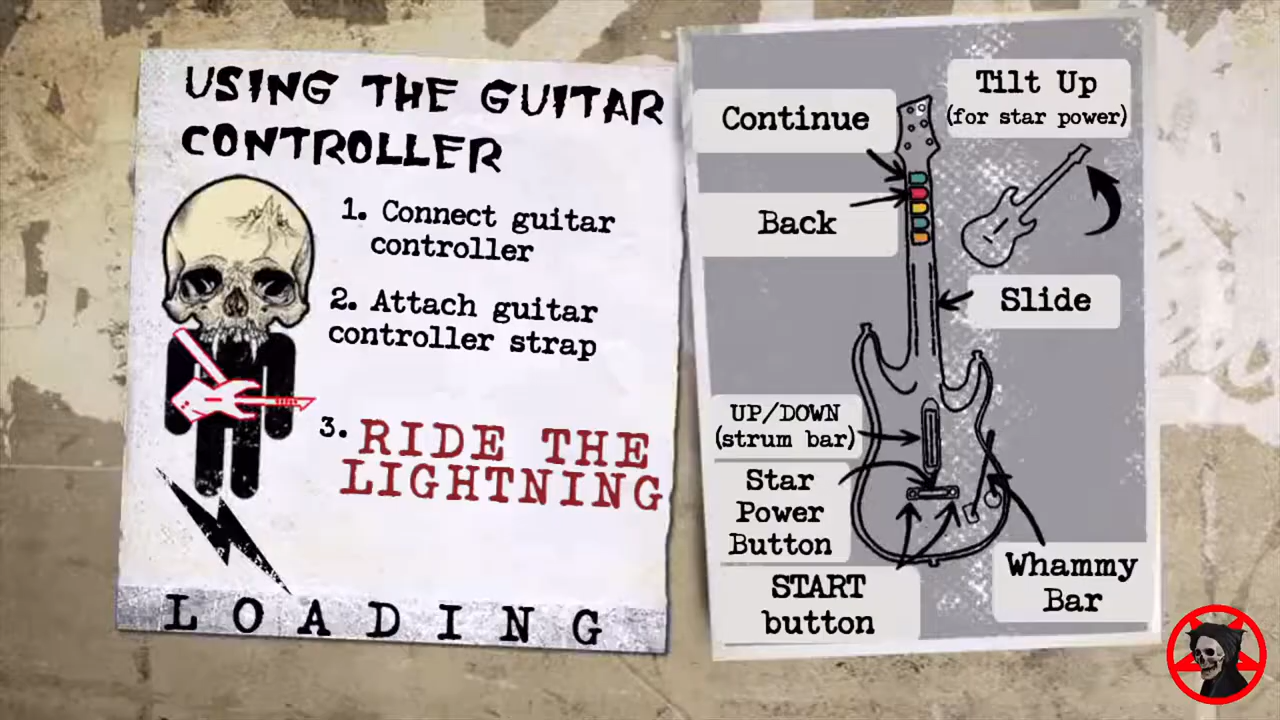 USING THE GUITAR
CONTROLLER
1. Connect guitar
controller
2. Attach guitar
controller strap
3. RIDE THE
LIGHTNING
LOADING
Continue
Tilt Up
(for star power)
Back
Slide
UP/DOWN
(strum bar)
Star
Power
Button
START
button
Whammy
Bar